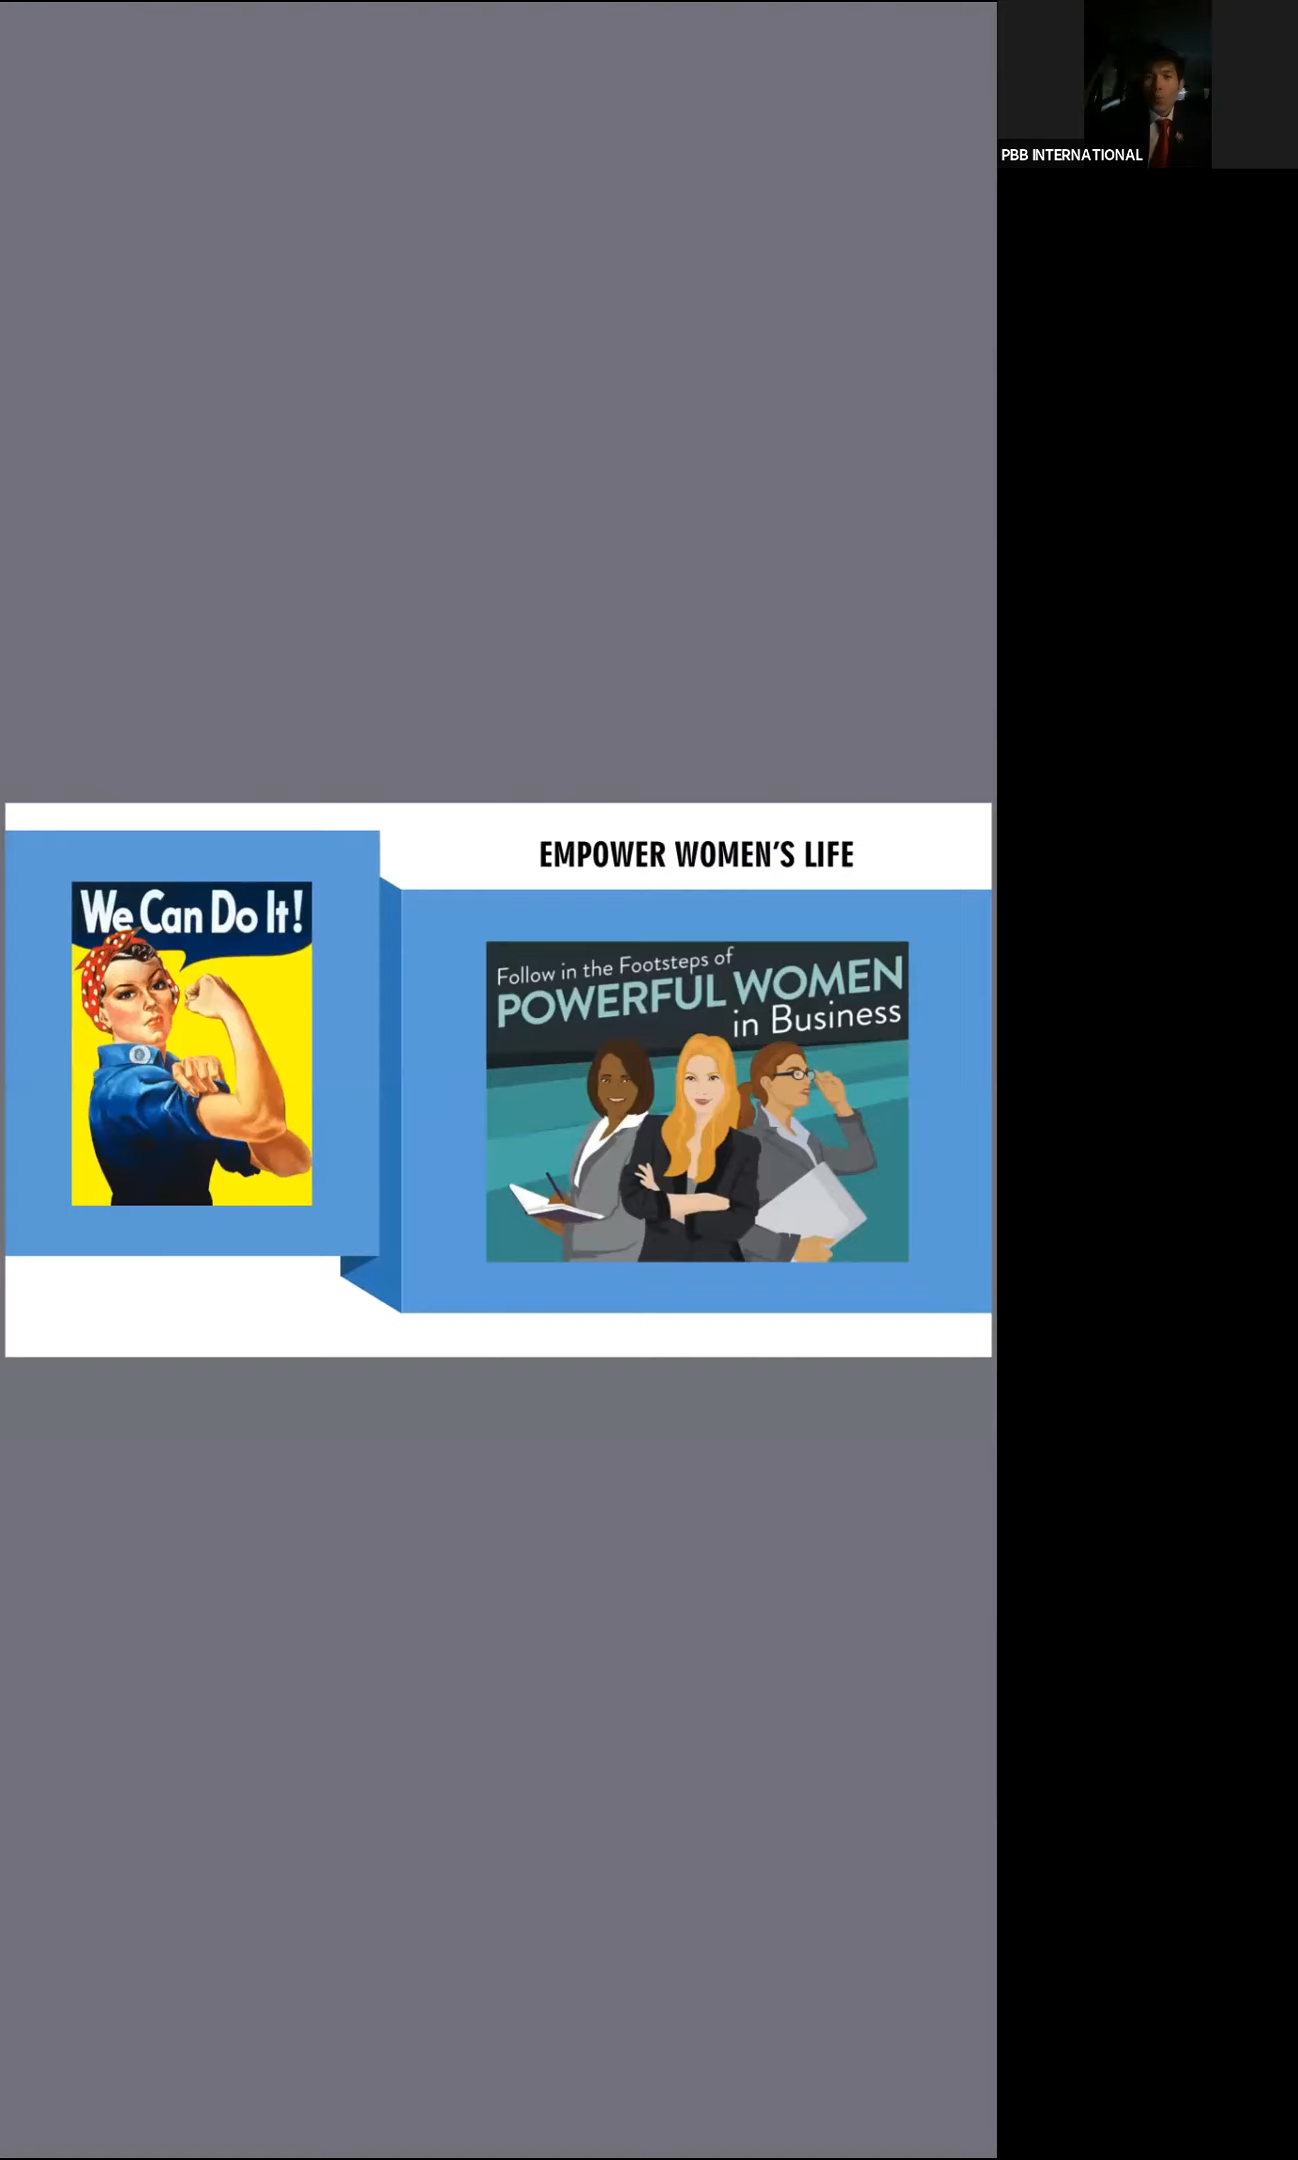 PBB INTERNATIONAL
EMPOWER WOMEN'S LIFE
We Can Do It!
Follow in the Footsteps of
POWERFUL WOMEN
in Business